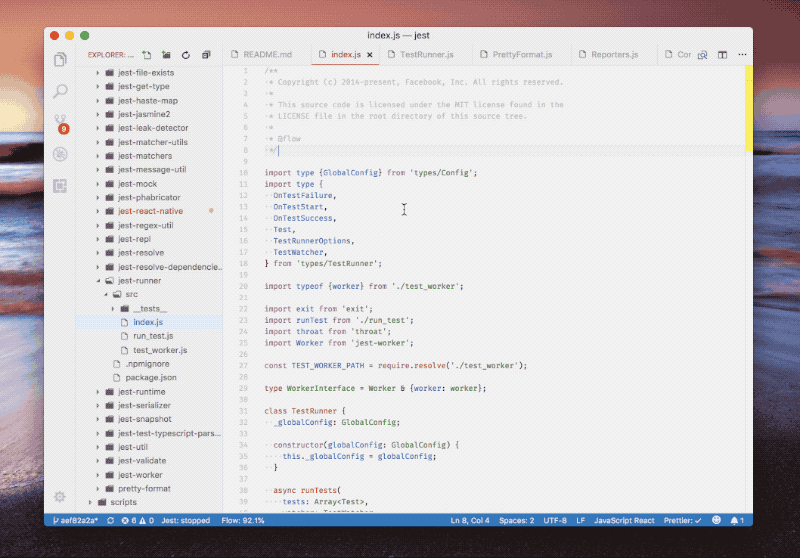 index.js — jest
EXPLORER: ...
README.md
index.js
TestRunner.js
PrettyFormat.js
Reporters.js
Cor
jest-file-exists
jest-get-type
jest-haste-map
jest-jasmine2
jest-leak-detector
jest-matcher-utils
jest-matchers
jest-message-util
jest-mock
jest-phabricator
jest-react-native
jest-regex-util
jest-repl
jest-resolve
jest-resolve-dependencie...
jest-runner
src
__tests__
index.js
run_test.js
test_worker.js
.npmignore
package.json
jest-runtime
jest-serializer
jest-snapshot
jest-test-typescript-pars...
jest-util
jest-validate
jest-worker
pretty-format
scripts
9
1 /**
2 * Copyright (c) 2014-present, Facebook, Inc. All rights reserved.
3 *
4 * This source code is licensed under the MIT license found in the
5 * LICENSE file in the root directory of this source tree.
6 *
7 * @flow
8 */
9
10 import type {GlobalConfig} from 'types/Config';
11 import type {
12 OnTestFailure,
13 OnTestStart,
14 OnTestSuccess,
15 Test,
16 TestRunnerOptions,
17 TestWatcher,
18 } from 'types/TestRunner';
19
20 import typeof {worker} from './test_worker';
21
22 import exit from 'exit';
23 import runTest from './run_test';
24 import throat from 'throat';
25 import Worker from 'jest-worker';
26
27 const TEST_WORKER_PATH = require.resolve('./test_worker');
28
29 type WorkerInterface = Worker & {worker: worker};
30
31 class TestRunner {
32 _globalConfig: GlobalConfig;
33
34 constructor(globalConfig: GlobalConfig) {
35 this._globalConfig = globalConfig;
36 }
37
38 async runTests(
39 tests: Array<Test>,
aef82a2a* 6 0 Jest: stopped Flow: 92.1% Ln 8, Col 4 Spaces: 2 UTF-8 LF JavaScript React Prettier: ✓ 1